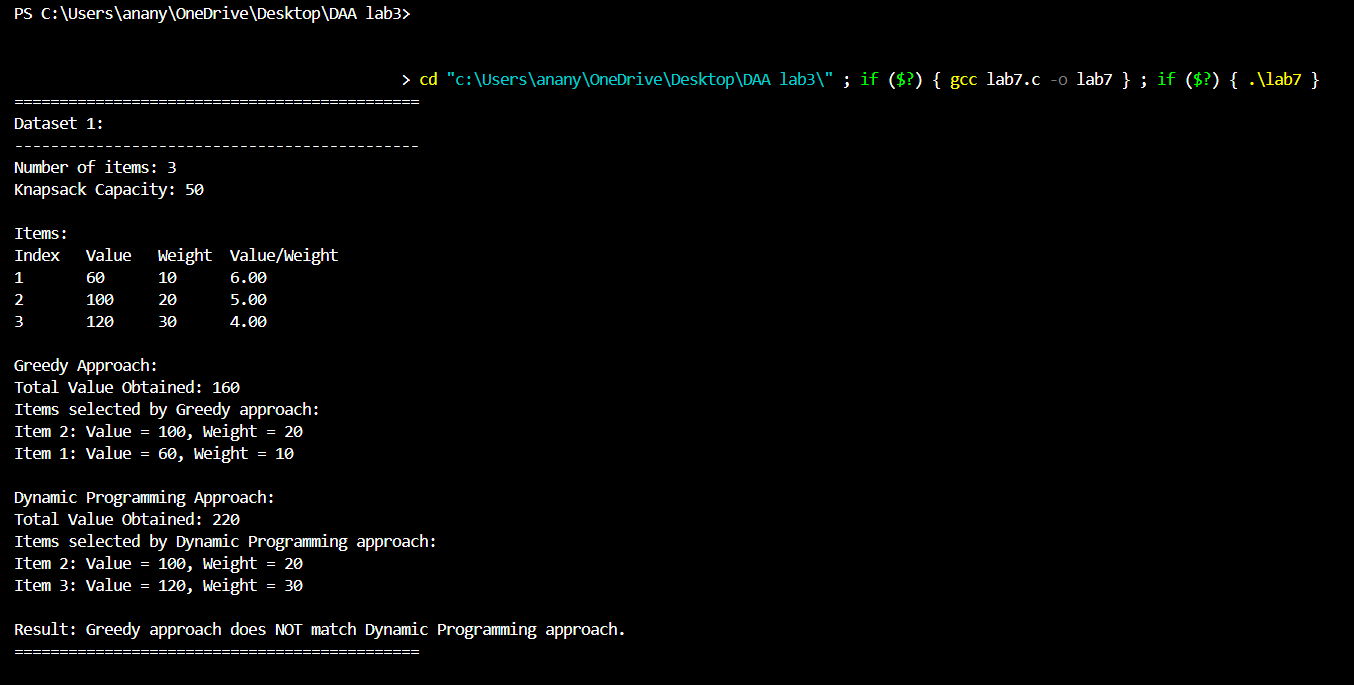 PS C:\Users\anany\OneDrive\Desktop\DAA lab3>
> cd "c:\Users\anany\OneDrive\Desktop\DAA lab3\" ; if ($?) { gcc lab7.c -o lab7 } ; if ($?) { .\lab7 }
=============================================
Dataset 1:
---------------------------------------------
Number of items: 3
Knapsack Capacity: 50
Items:
Index   Value   Weight  Value/Weight
1       60      10      6.00
2       100     20      5.00
3       120     30      4.00
Greedy Approach:
Total Value Obtained: 160
Items selected by Greedy approach:
Item 2: Value = 100, Weight = 20
Item 1: Value = 60, Weight = 10
Dynamic Programming Approach:
Total Value Obtained: 220
Items selected by Dynamic Programming approach:
Item 2: Value = 100, Weight = 20
Item 3: Value = 120, Weight = 30
Result: Greedy approach does NOT match Dynamic Programming approach.
=============================================